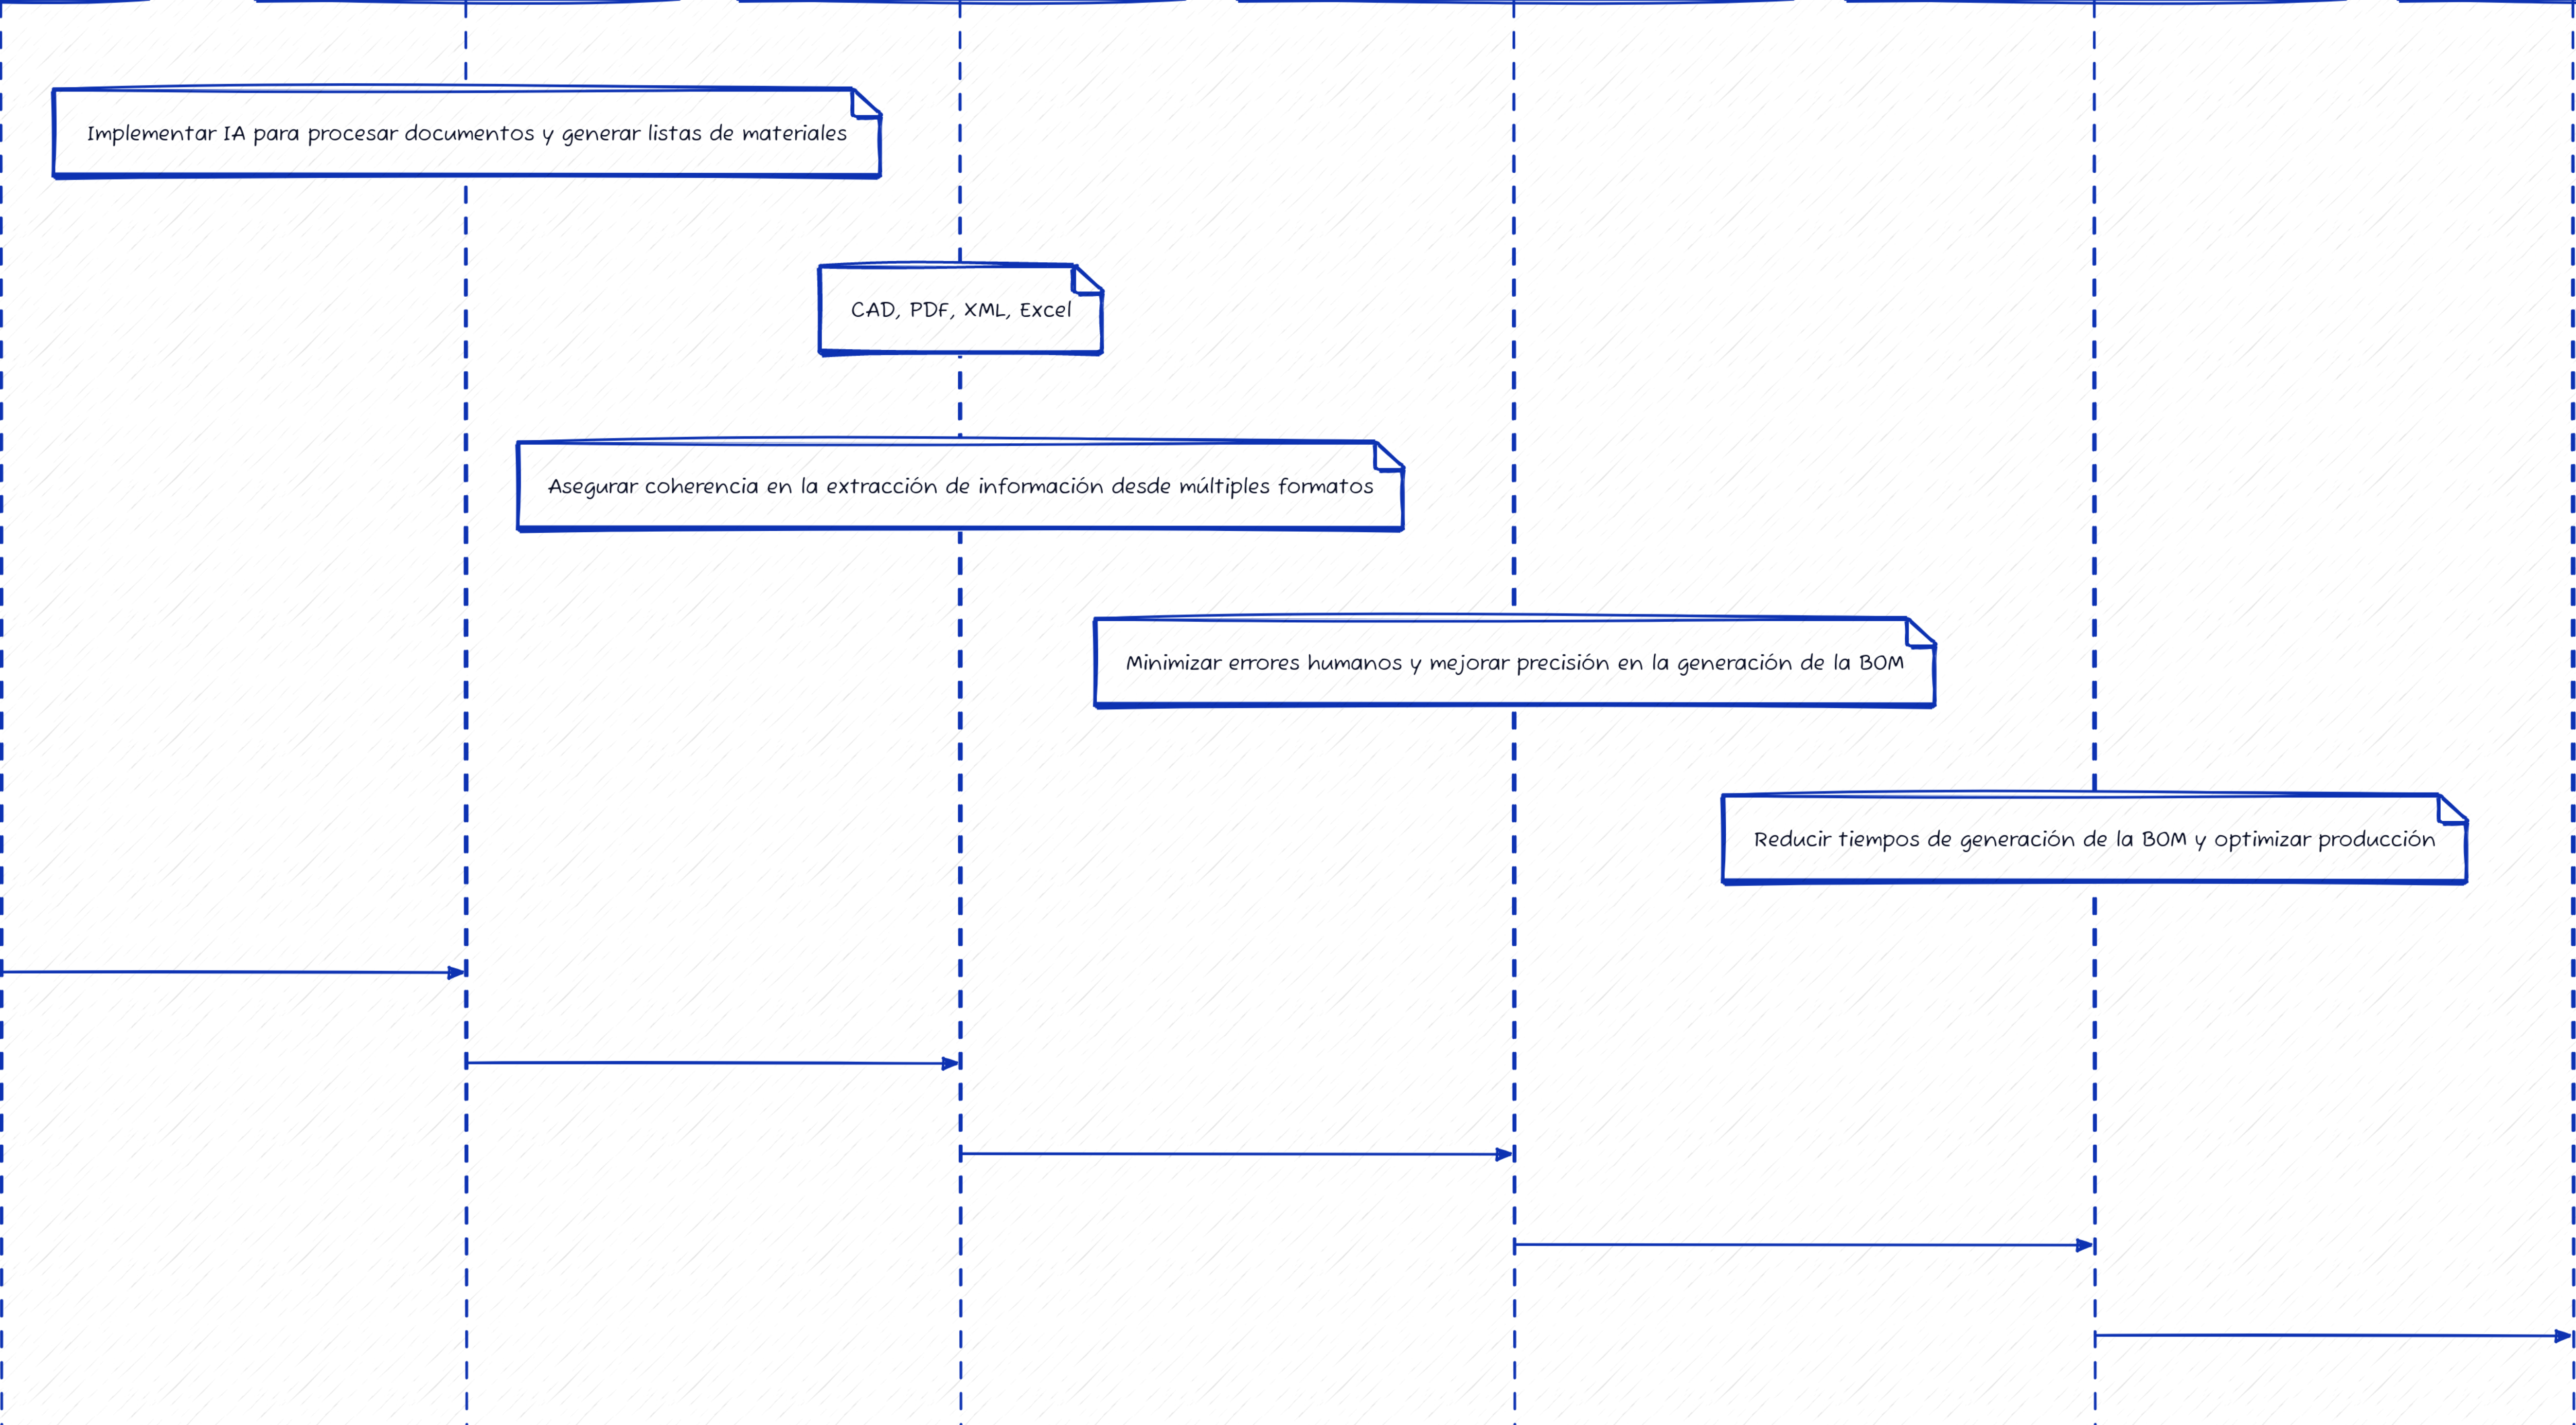 Implementar IA para procesar documentos y generar listas de materiales
CAD, PDF, XML, Excel
Asegurar coherencia en la extracción de información desde múltiples formatos
Minimizar errores humanos y mejorar precisión en la generación de la BOM
Reducir tiempos de generación de la BOM y optimizar producción